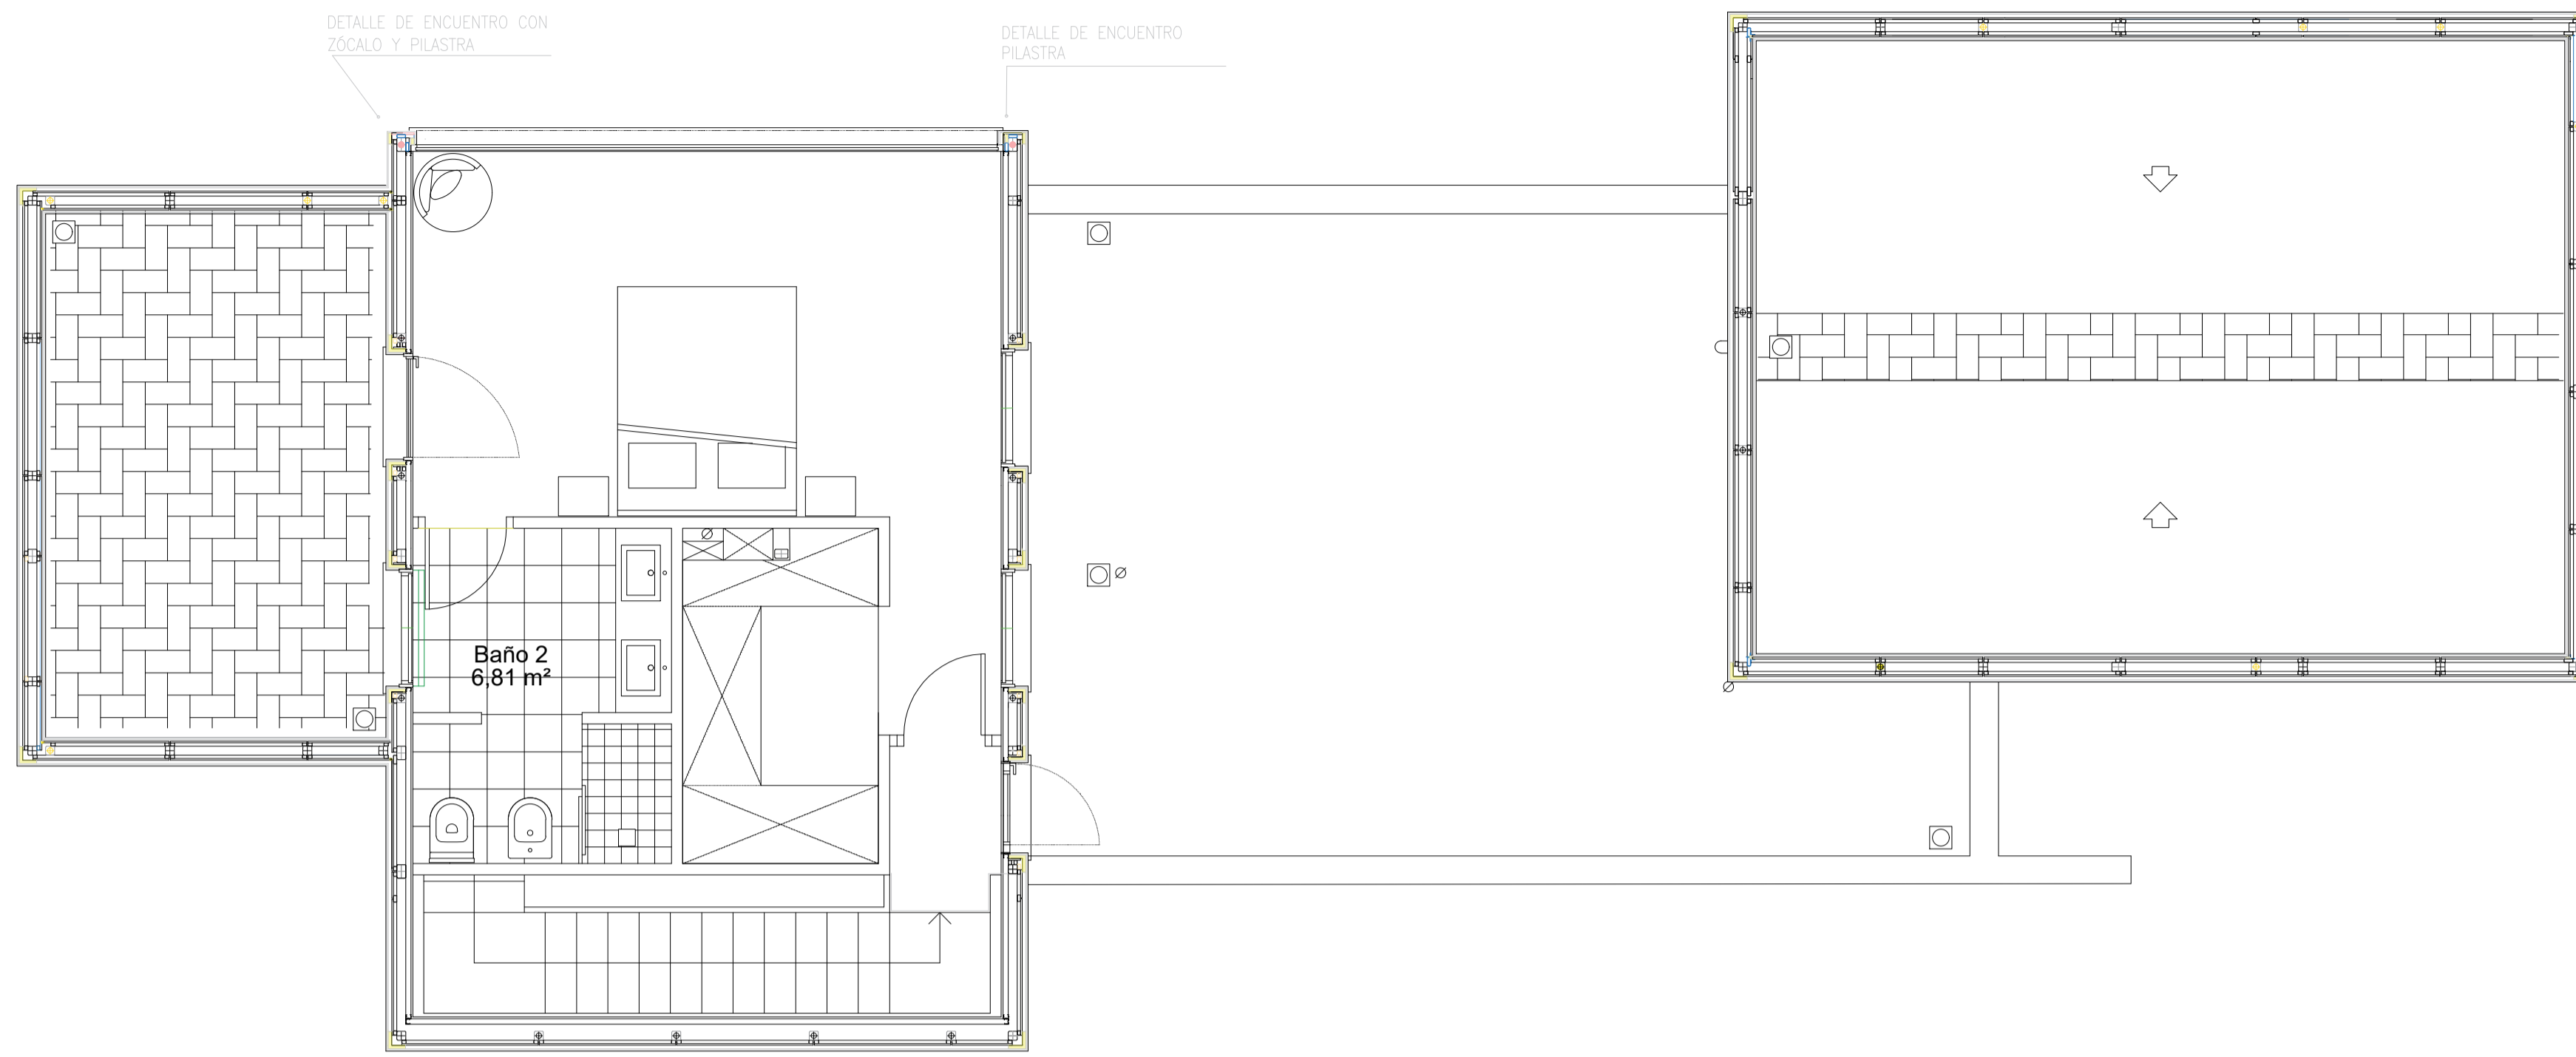 DETALLE DE ENCUENTRO CON
ZÓCALO Y PILASTRA
DETALLE DE ENCUENTRO
PILASTRA
Baño 2
6,81 m²